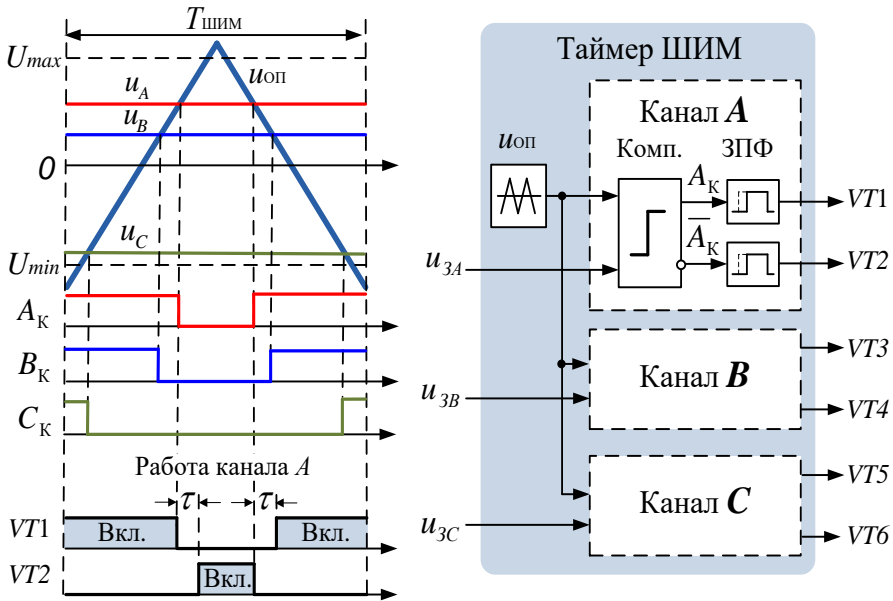 TШИМ
Umax
uA
uоп
uB
0
uC
Umin
AК
BК
CК
Работа канала A
τ
τ
VT1
Вкл.
Вкл.
VT2
Вкл.
Таймер ШИМ
Канал A
uоп
Комп.
ЗПФ
AК
VT1
A̅К
VT2
uЗA
Канал B
VT3
uЗB
VT4
Канал C
VT5
uЗC
VT6